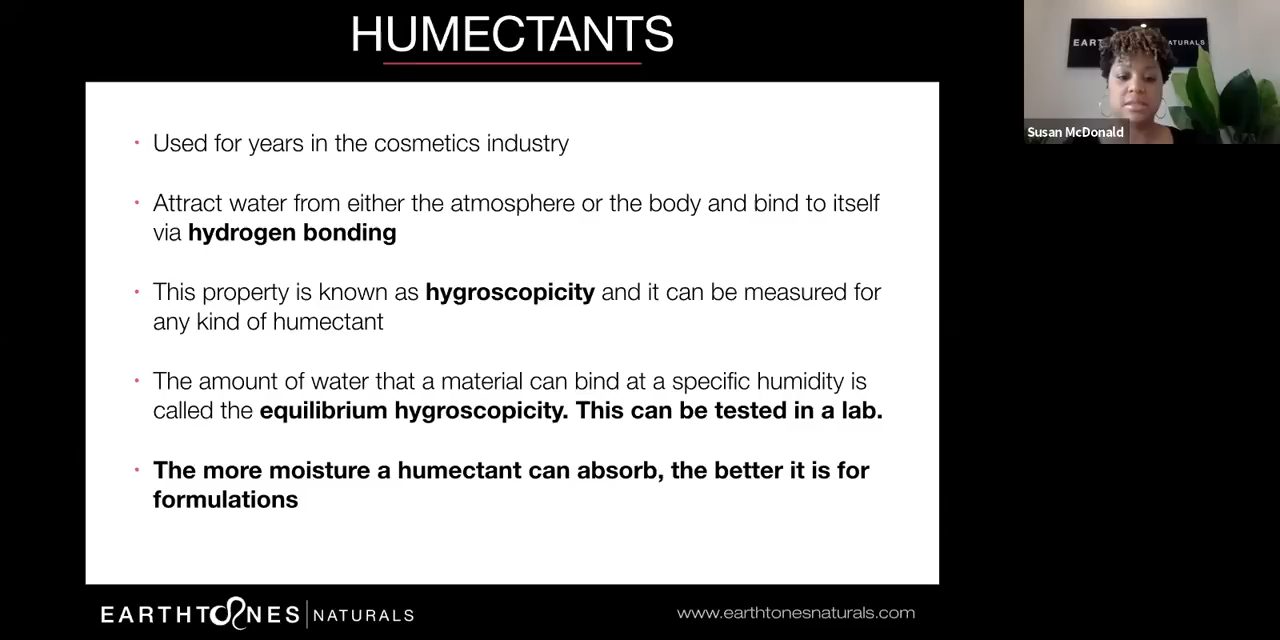 HUMECTANTS
• Used for years in the cosmetics industry
• Attract water from either the atmosphere or the body and bind to itself
via hydrogen bonding
• This property is known as hygroscopicity and it can be measured for
any kind of humectant
• The amount of water that a material can bind at a specific humidity is
called the equilibrium hygroscopicity. This can be tested in a lab.
• The more moisture a humectant can absorb, the better it is for
formulations
EARTHTONES NATURALS
www.earthtonesnaturals.com
EART
ATURALS
Susan McDonald